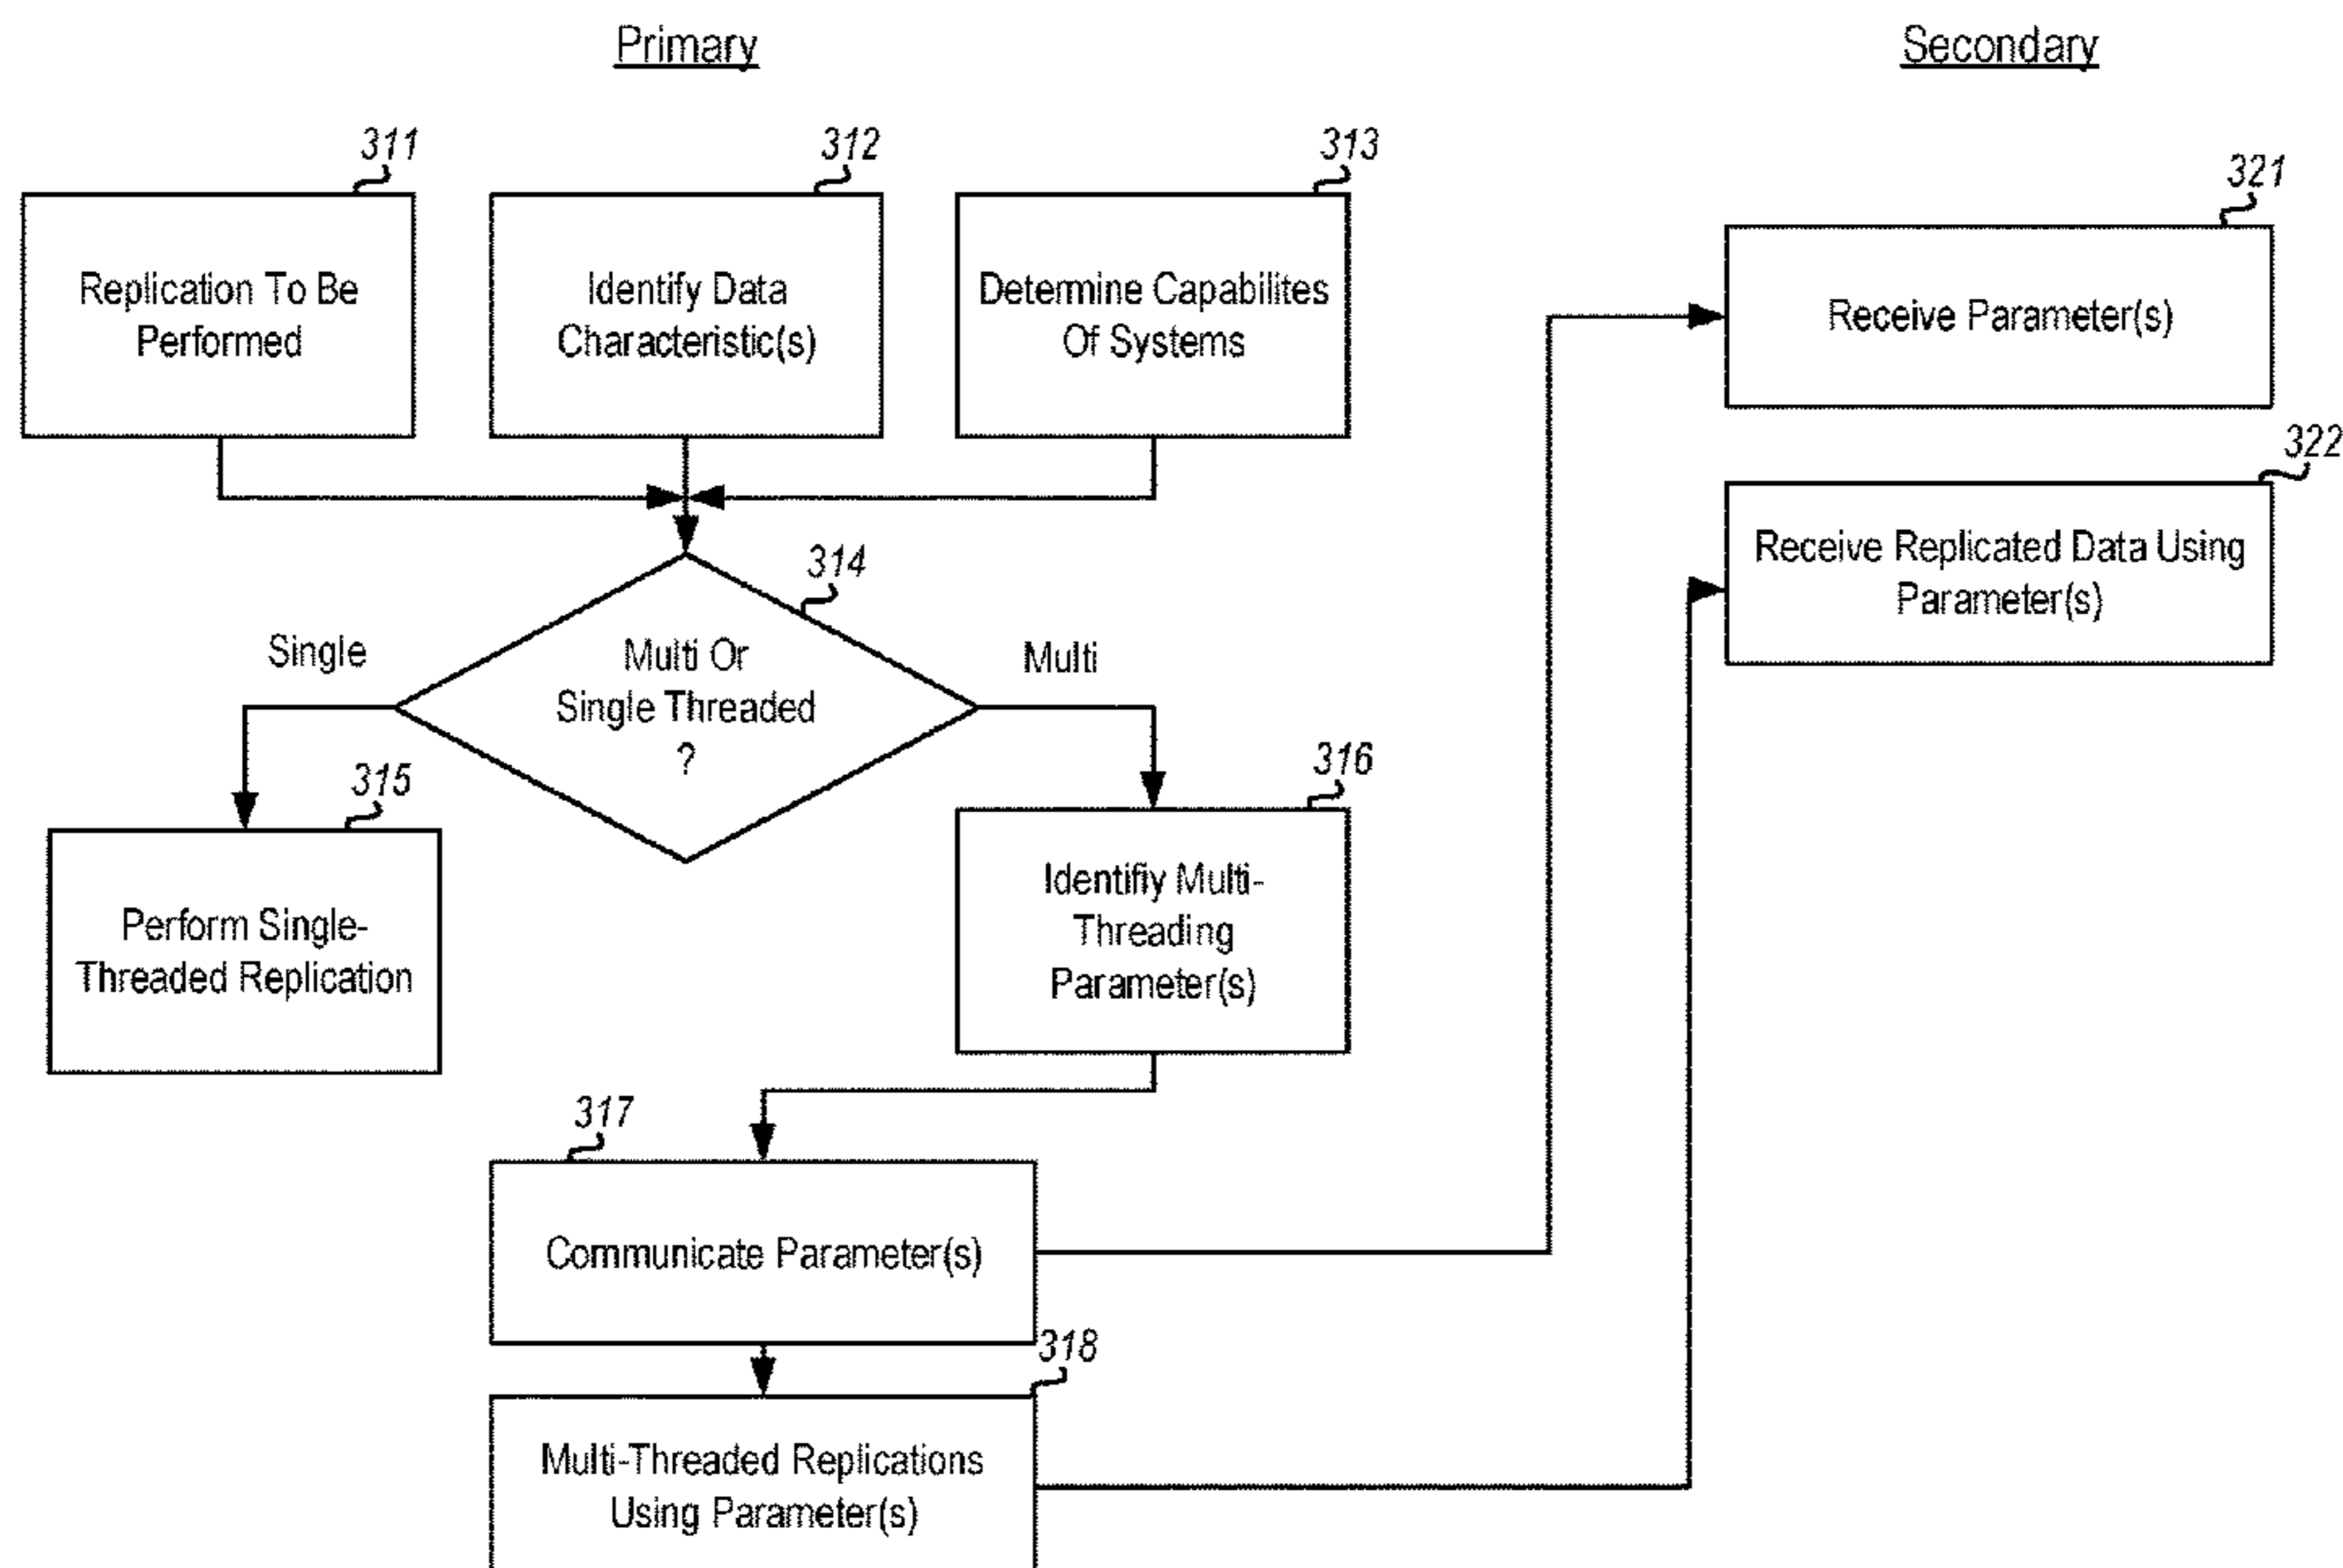 Primary
Secondary
311
312
313
321
Replication To Be
Performed
Identify Data
Characteristic(s)
Determine Capabilites
Of Systems
Receive Parameter(s)
322
Receive Replicated Data Using
Parameter(s)
314
Single
Multi Or
Single Threaded
?
Multi
315
316
Perform Single-
Threaded Replication
Identifiy Multi-
Threading
Parameter(s)
317
Communicate Parameter(s)
318
Multi-Threaded Replications
Using Parameter(s)